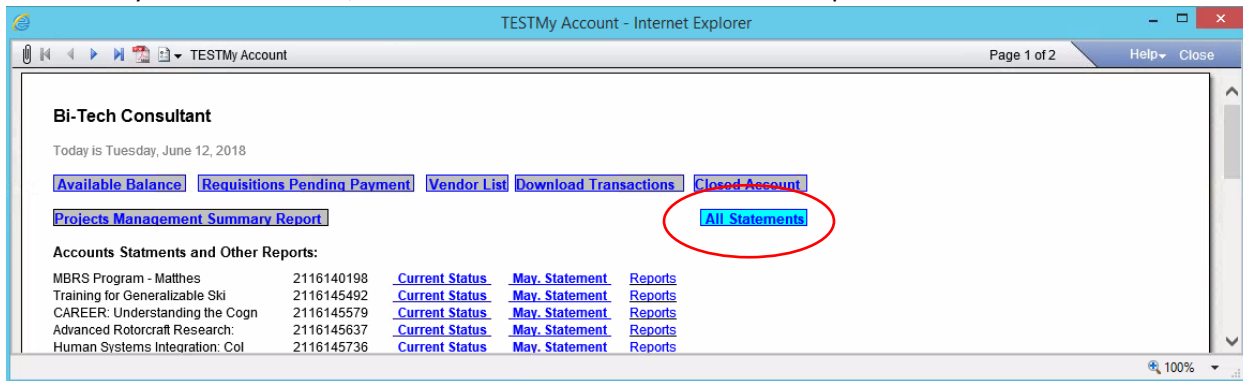 TESTMy Account - Internet Explorer
TESTMy Account Page 1 of 2 Help Close
Bi-Tech Consultant
Today is Tuesday, June 12, 2018
Available Balance Requisitions Pending Payment Vendor List Download Transactions Closed Account
Projects Management Summary Report All Statements
Accounts Statments and Other Reports:
MBRS Program - Matthes 2116140198 Current Status May. Statement Reports
Training for Generalizable Ski 2116145492 Current Status May. Statement Reports
CAREER: Understanding the Cogn 2116145579 Current Status May. Statement Reports
Advanced Rotorcraft Research: 2116145637 Current Status May. Statement Reports
Human Systems Integration: Col 2116145736 Current Status May. Statement Reports
100%